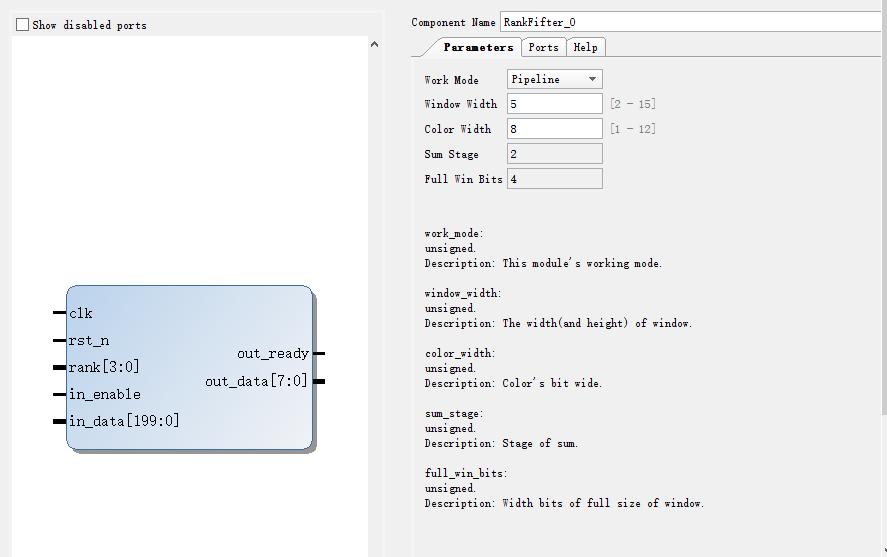 Show disabled ports
clk
rst_n
rank[3:0]
in_enable
in_data[199:0]
out_ready
out_data[7:0]
Component Name RankFifter_0
Parameters Ports Help
Work Mode Pipeline
Window Width 5 [2 - 15]
Color Width 8 [1 - 12]
Sum Stage 2
Full Win Bits 4
work_mode:
unsigned.
Description: This module's working mode.
window_width:
unsigned.
Description: The width(and height) of window.
color_width:
unsigned.
Description: Color's bit wide.
sum_stage:
unsigned.
Description: Stage of sum.
full_win_bits:
unsigned.
Description: Width bits of full size of window.